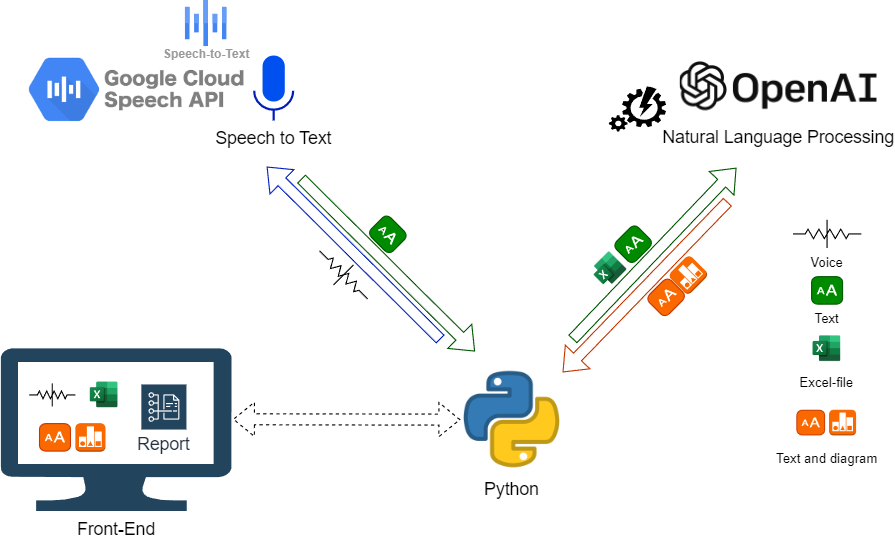 Speech-to-Text
Google Cloud
Speech API
Speech to Text
OpenAI
Natural Language Processing
AA
AA
X
AA
Voice
AA
Text
X
Excel-file
AA
Text and diagram
X
AA
Report
Python
Front-End